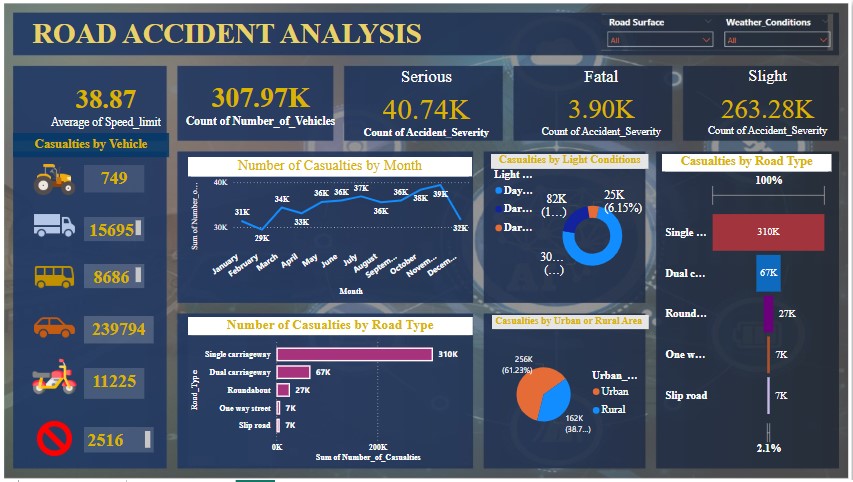 ROAD ACCIDENT ANALYSIS
Road Surface
All
Weather_Conditions
All
38.87
Average of Speed_limit
307.97K
Count of Number_of_Vehicles
Serious
40.74K
Count of Accident_Severity
Fatal
3.90K
Count of Accident_Severity
Slight
263.28K
Count of Accident_Severity
Casualties by Vehicle
749
15695
8686
239794
11225
2516
Number of Casualties by Month
Sum of Number_o...
40K
30K
31K
29K
34K
33K
36K
36K
37K
36K
36K
38K
39K
32K
January
February
March
April
May
June
July
August
Septem...
October
Novem...
Decem...
Month
Casualties by Light Conditions
Light ...
Day...
Dar...
Dar...
82K
(1...)
25K
(6.15%)
30...
(...)
Casualties by Road Type
100%
Single ...
310K
Dual c...
67K
Round...
27K
One w...
7K
Slip road
7K
2.1%
Number of Casualties by Road Type
Road_Type
Single carriageway
310K
Dual carriageway
67K
Roundabout
27K
One way street
7K
Slip road
7K
0K
200K
Sum of Number_of_Casualties
Casualties by Urban or Rural Area
256K
(61.23%)
162K
(38.7...)
Urban_...
Urban
Rural